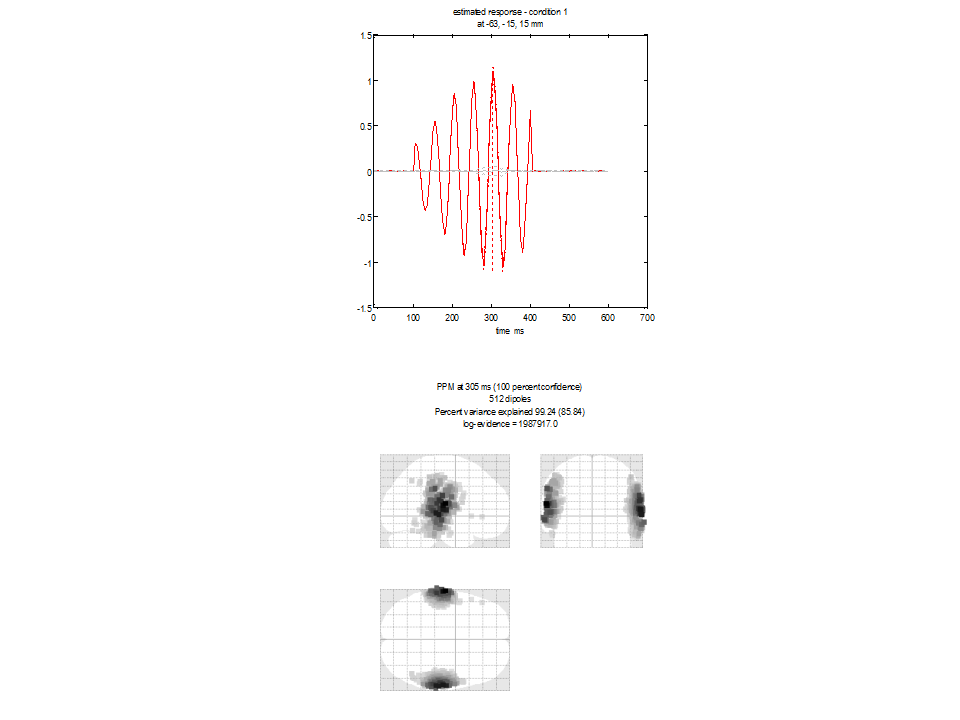 estimated response - condition 1
at -63, -15, 15 mm
1.5
1
0.5
0
-0.5
-1
-1.5
0 100 200 300 400 500 600 700
time ms
PPM at 305 ms (100 percent confidence)
512 dipoles
Percent variance explained 99.24 (85.84)
log-evidence = 1987917.0